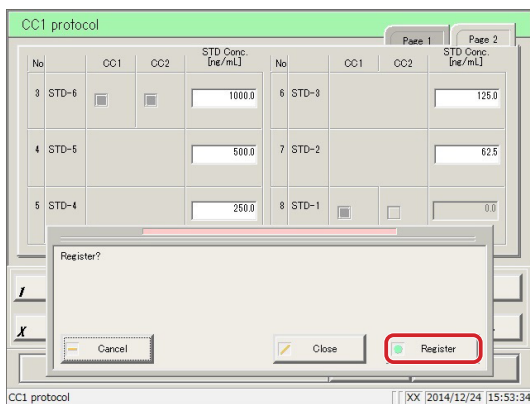 CC1 protocol
Page 1 Page 2
No CC1 CC2 STD Conc. [ng/mL] No CC1 CC2 STD Conc. [ng/mL]
3 STD-6 1000.0 6 STD-3 125.0
4 STD-5 500.0 7 STD-2 62.5
5 STD-4 250.0 8 STD-1 0.0
Register?
1
X
Cancel Close Register
CC1 protocol XX 2014/12/24 15:53:34